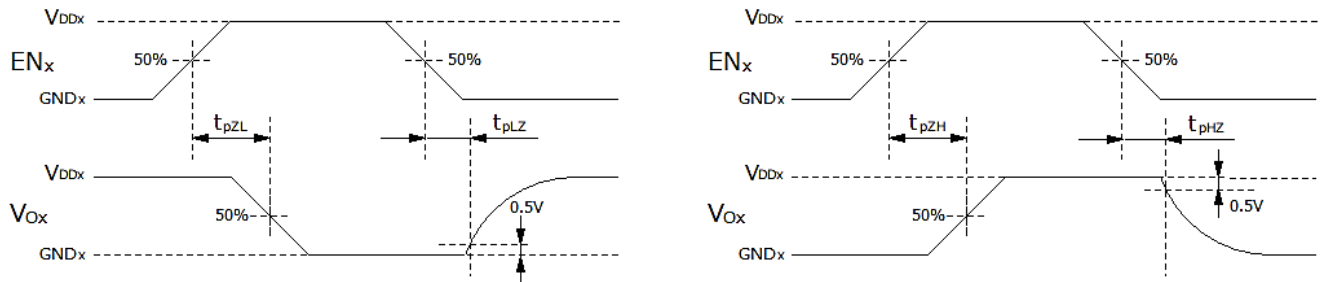 VDDx
ENx
50%
50%
GNDx
tpZL
tpLZ
VDDx
VOx
50%
0.5V
GNDx
VDDx
ENx
50%
50%
GNDx
tpZH
tpHZ
VDDx
VOx
50%
0.5V
GNDx